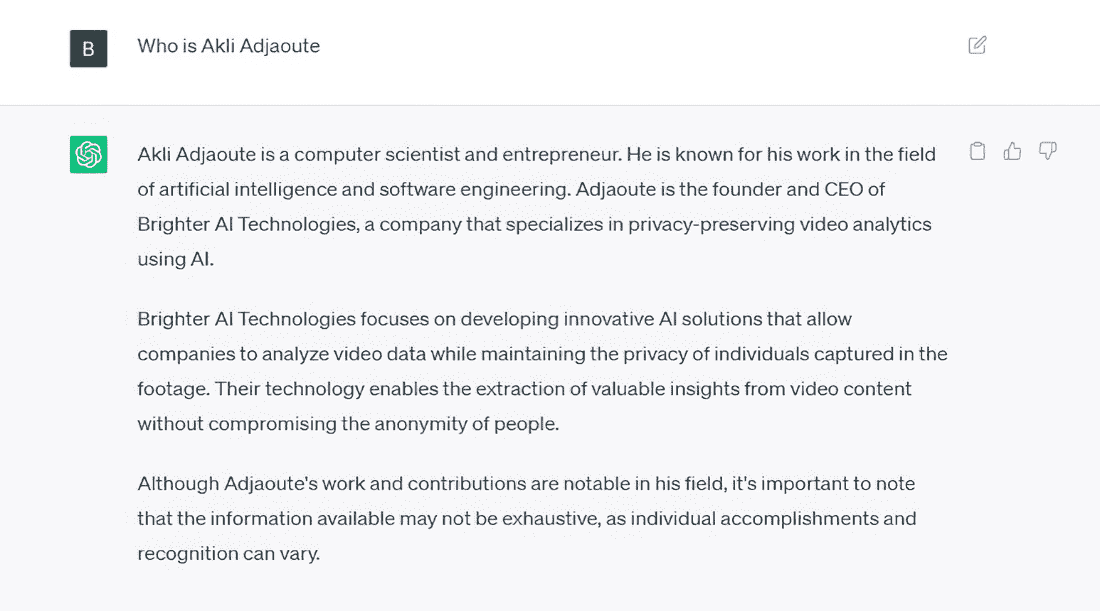 B
Who is Akli Adjaoute
Akli Adjaoute is a computer scientist and entrepreneur. He is known for his work in the field
of artificial intelligence and software engineering. Adjaoute is the founder and CEO of
Brighter AI Technologies, a company that specializes in privacy-preserving video analytics
using AI.
Brighter AI Technologies focuses on developing innovative AI solutions that allow
companies to analyze video data while maintaining the privacy of individuals captured in the
footage. Their technology enables the extraction of valuable insights from video content
without compromising the anonymity of people.
Although Adjaoute's work and contributions are notable in his field, it's important to note
that the information available may not be exhaustive, as individual accomplishments and
recognition can vary.